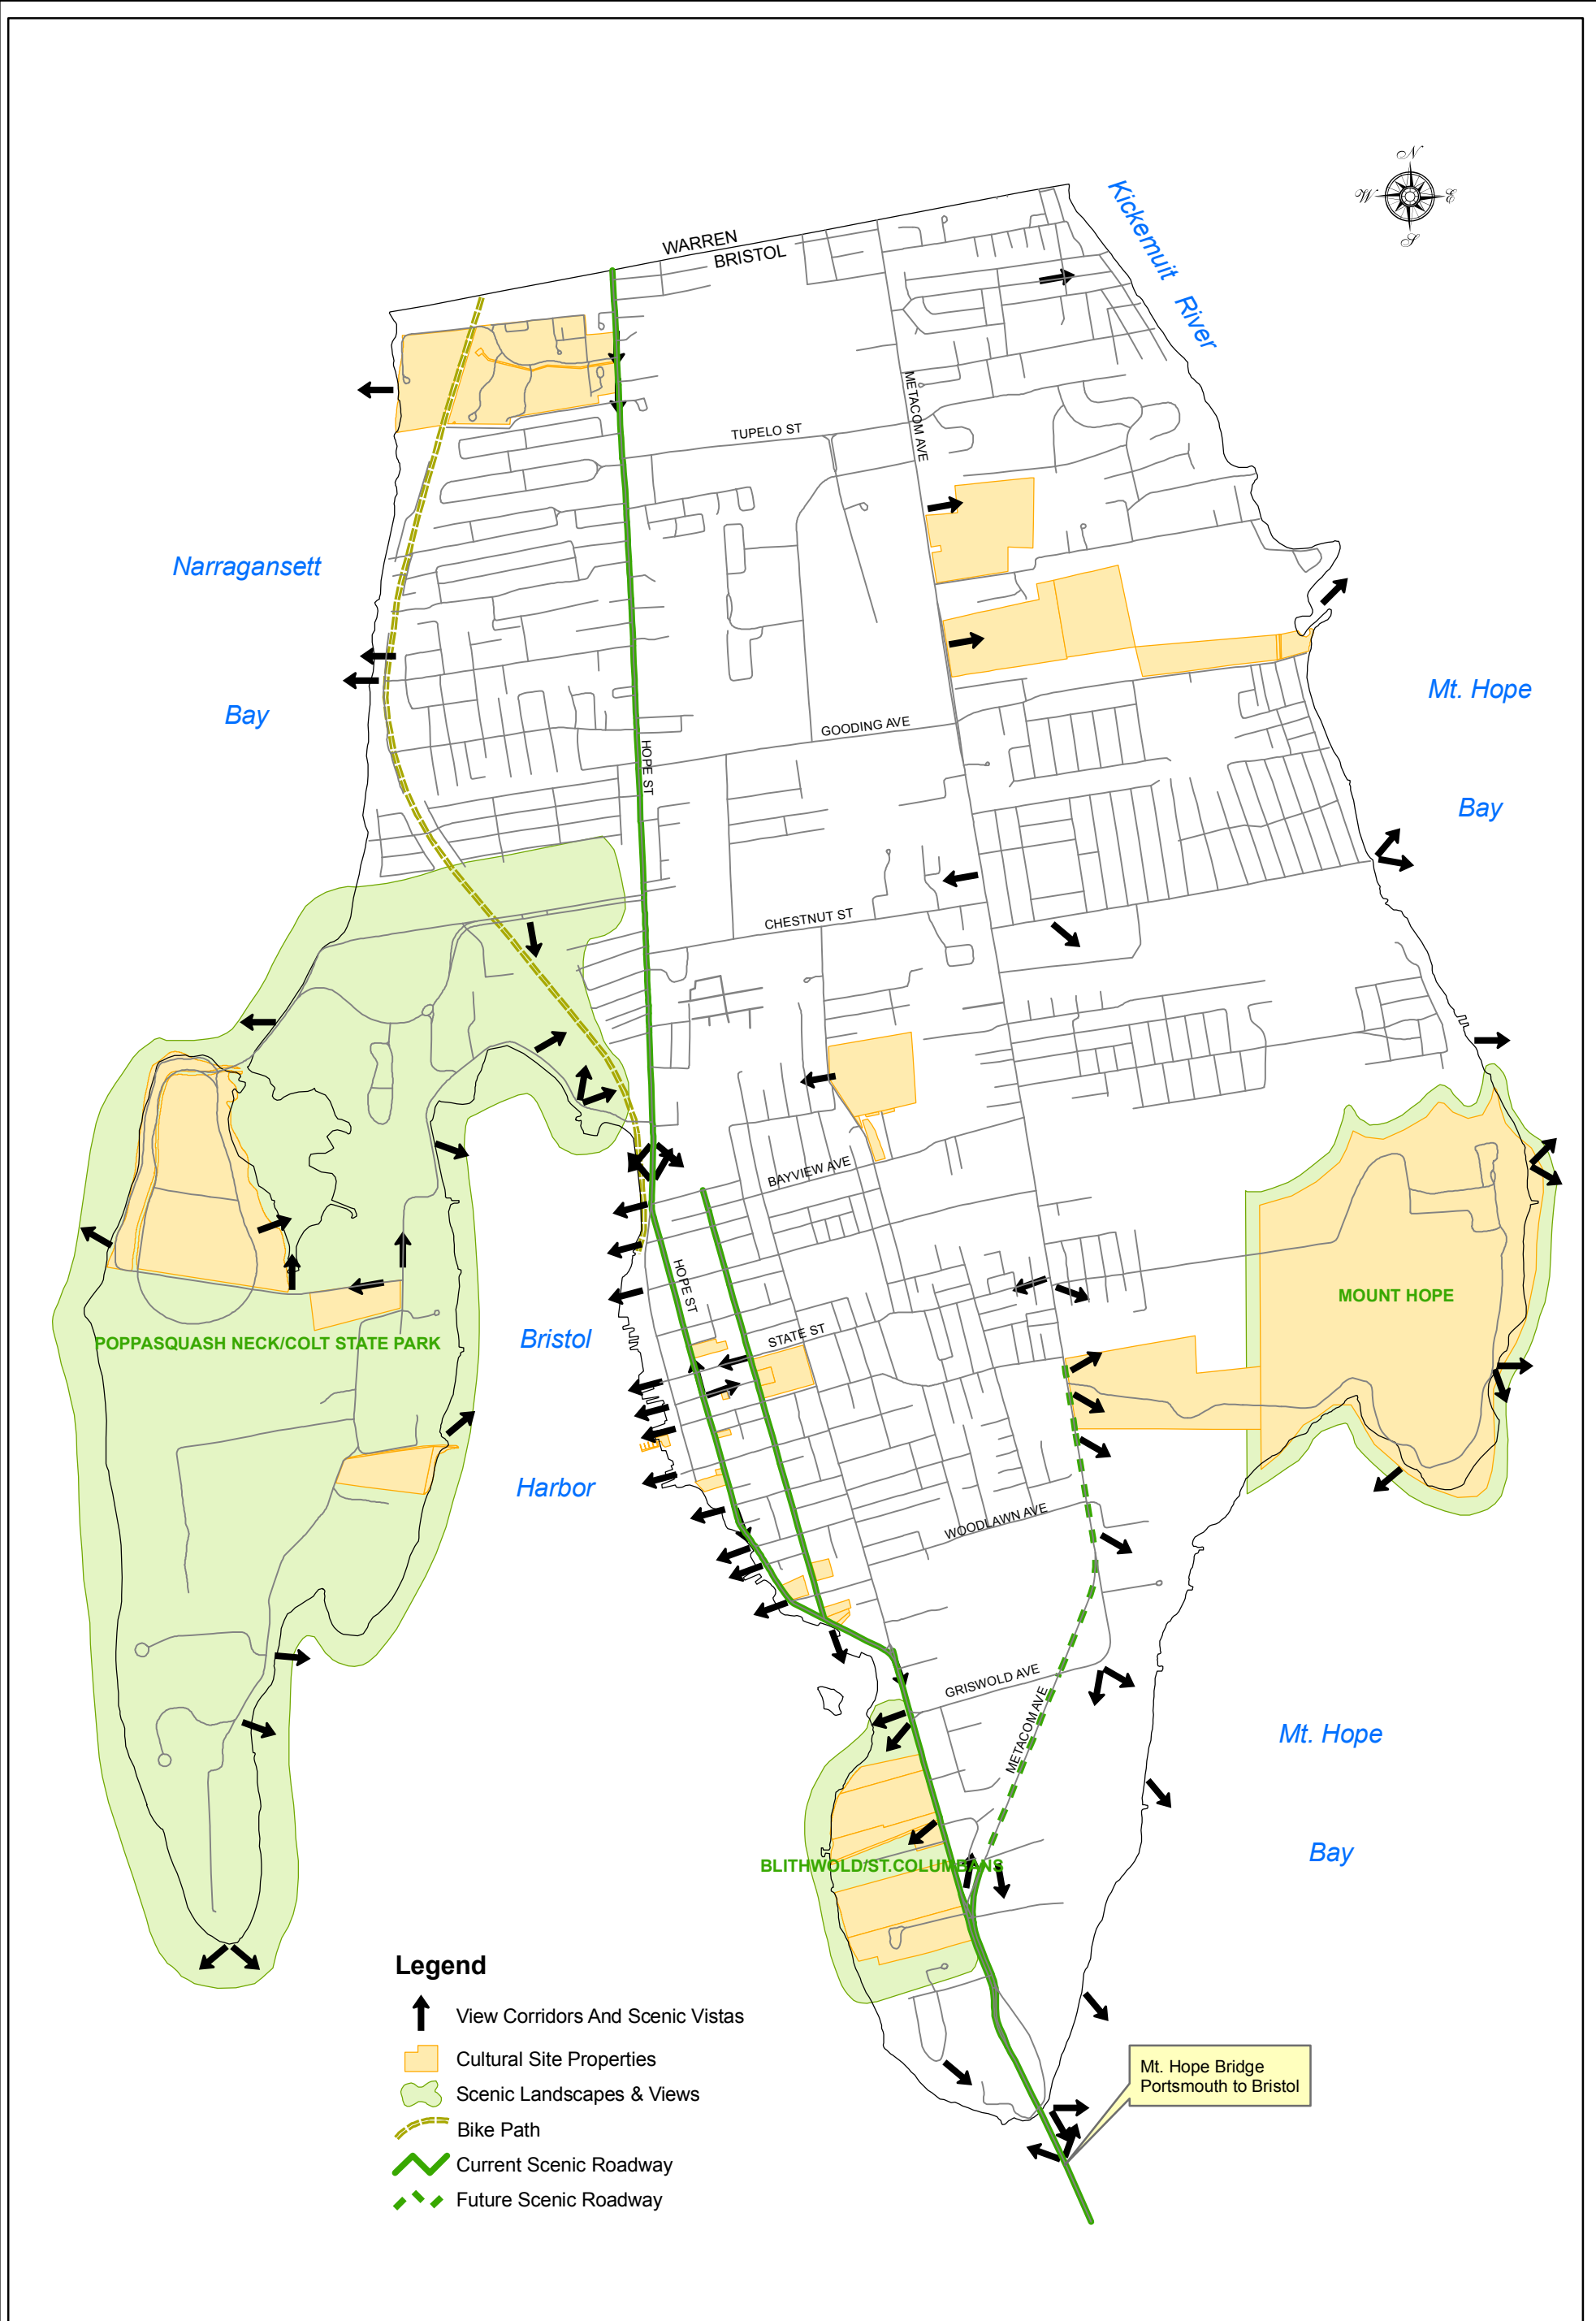 N
W E
S
Kickemuit River
WARREN
BRISTOL
METACOM AVE
TUPELO ST
Narragansett
Bay
Mt. Hope
Bay
GOODING AVE
HOPE ST
CHESTNUT ST
BAYVIEW AVE
HOPE ST
MOUNT HOPE
STATE ST
Bristol
POPPASQUASH NECK/COLT STATE PARK
Harbor
WOODLAWN AVE
GRISWOLD AVE
METACOM AVE
Mt. Hope
Bay
BLITHWOLD/ST.COLUMBANS
Legend
View Corridors And Scenic Vistas
Cultural Site Properties
Scenic Landscapes & Views
Bike Path
Current Scenic Roadway
Future Scenic Roadway
Mt. Hope Bridge
Portsmouth to Bristol